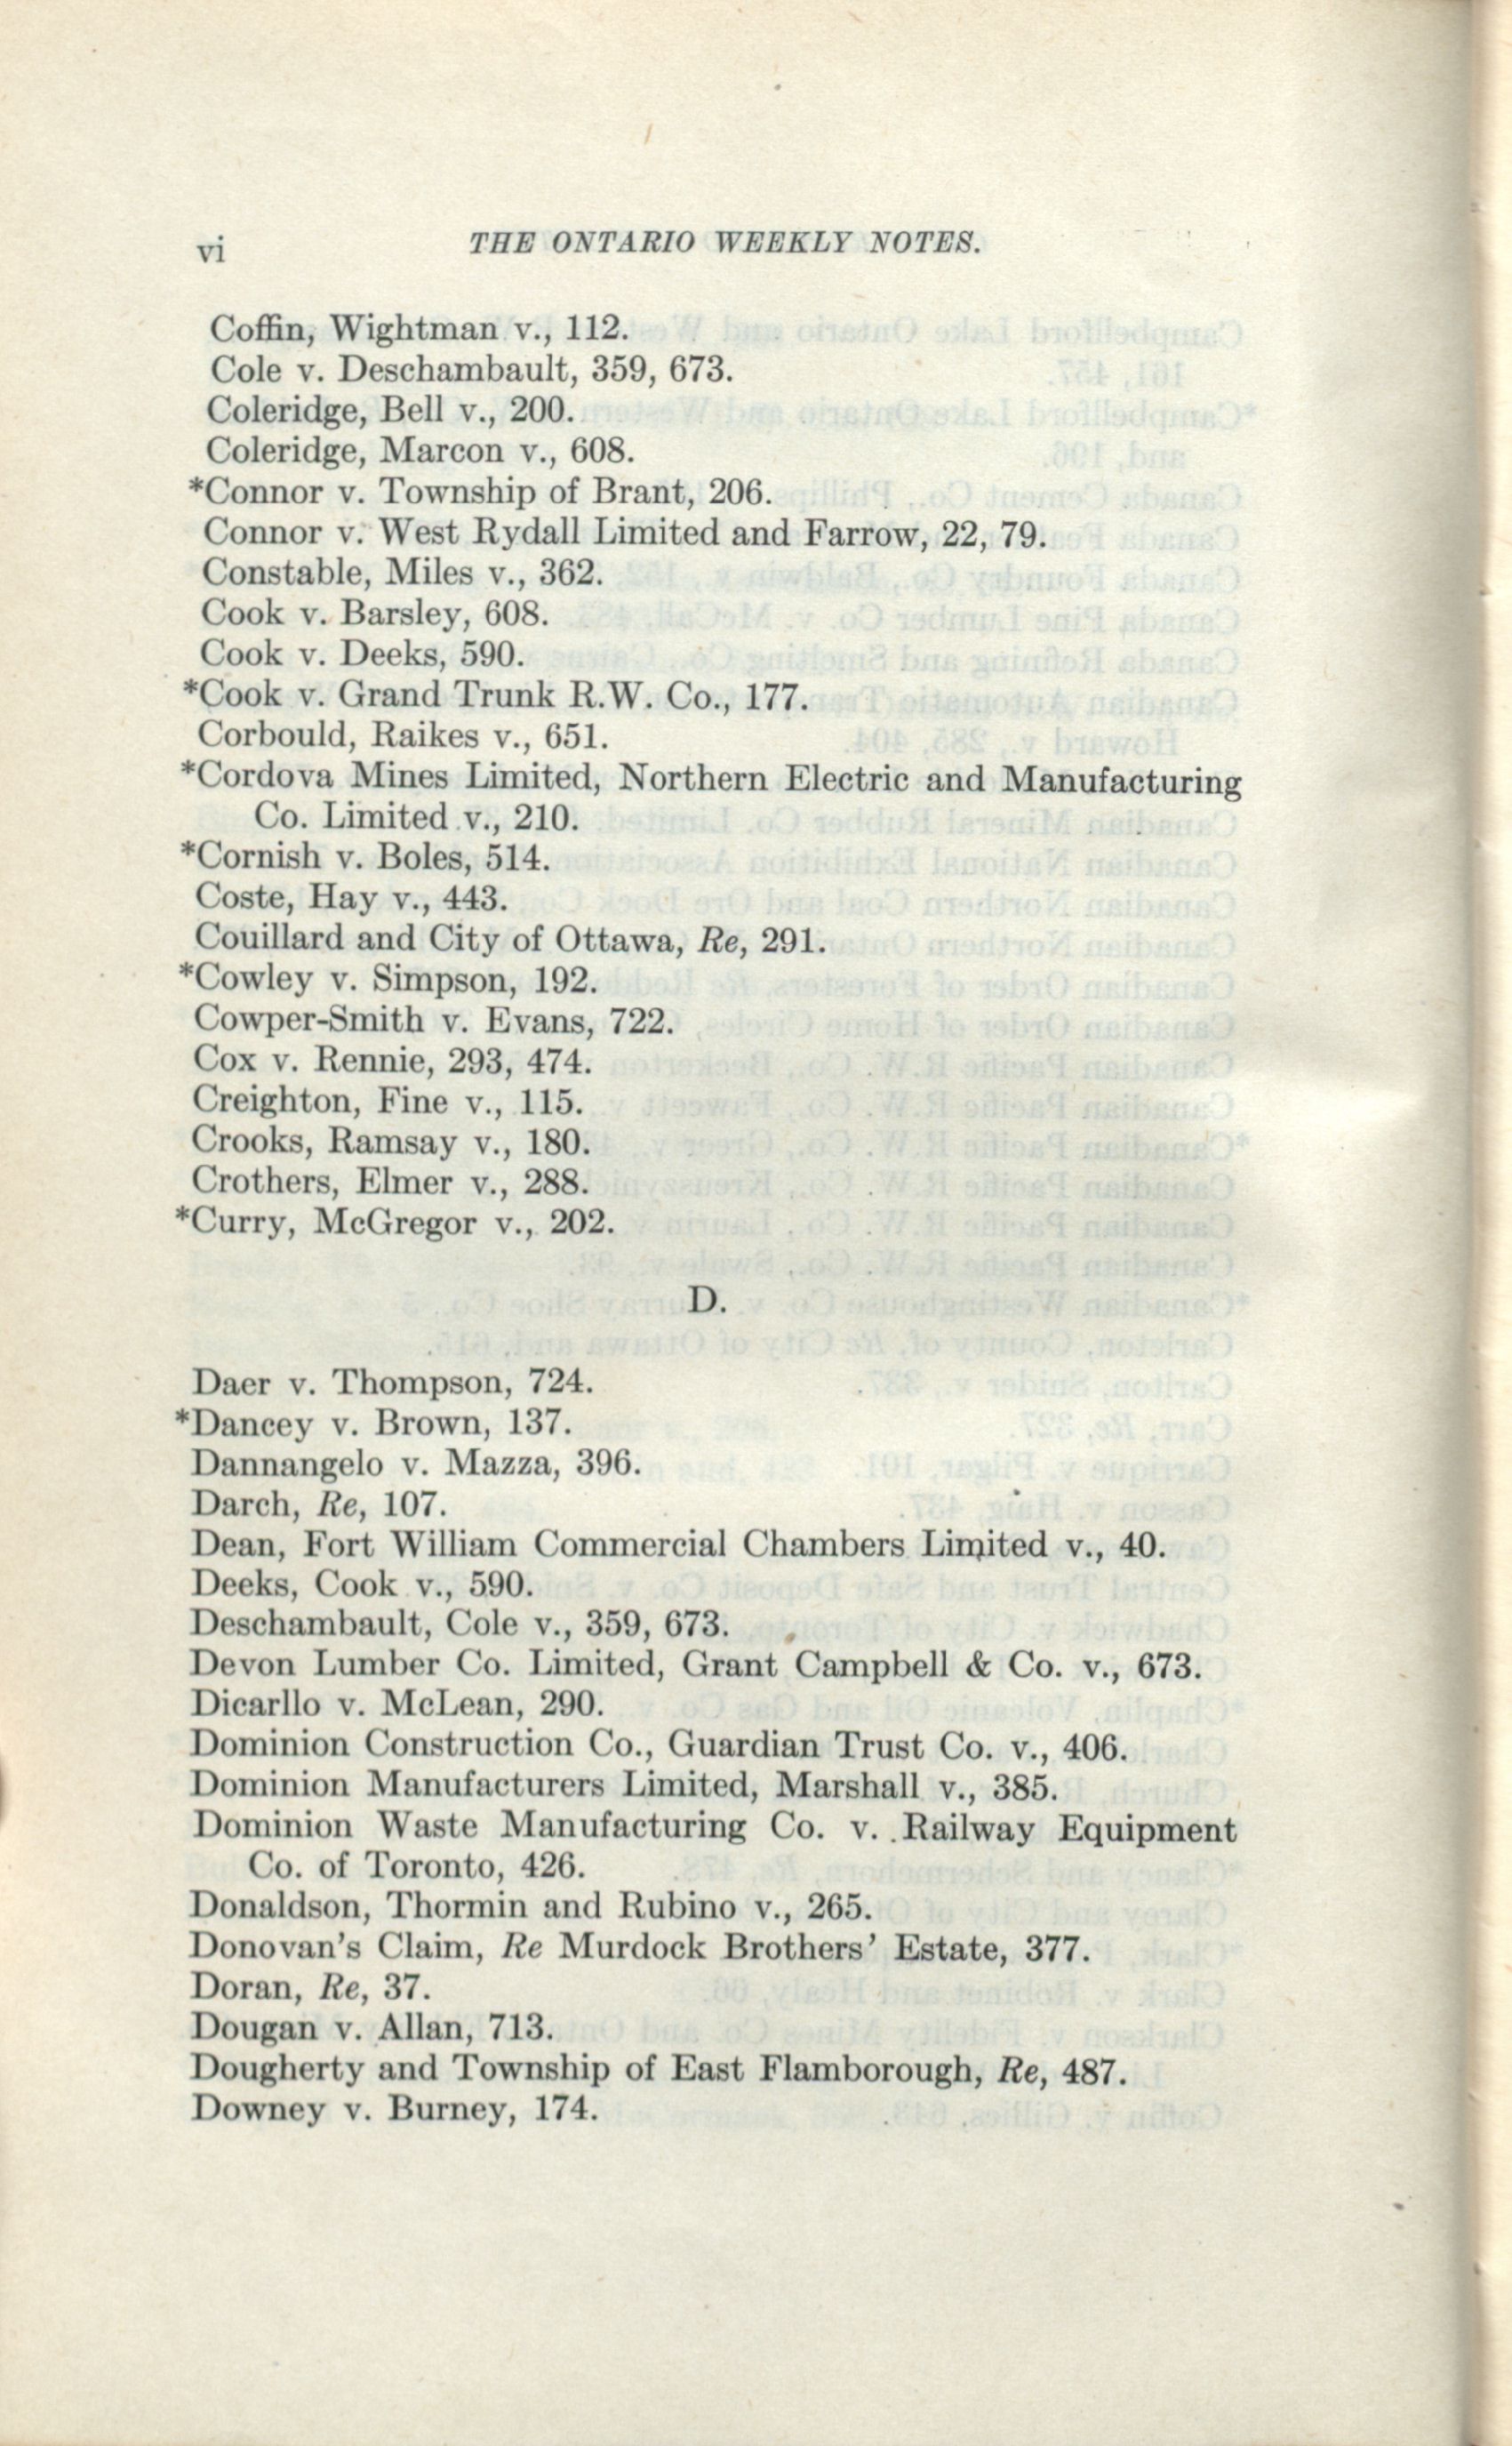 vi THE ONTARIO WEEKLY NOTES.
Coffin, Wightman v., 112.
Cole v. Deschambault, 359, 673.
Coleridge, Bell v., 200.
Coleridge, Marcon v., 608.
*Connor v. Township of Brant, 206.
Connor v. West Rydall Limited and Farrow, 22, 79.
Constable, Miles v., 362.
Cook v. Barsley, 608.
Cook v. Deeks, 590.
*Cook v. Grand Trunk R.W. Co., 177.
Corbould, Raikes v., 651.
*Cordova Mines Limited, Northern Electric and Manufacturing
Co. Limited v., 210.
*Cornish v. Boles, 514.
Coste, Hay v., 443.
Couillard and City of Ottawa, Re, 291.
*Cowley v. Simpson, 192.
Cowper-Smith v. Evans, 722.
Cox v. Rennie, 293, 474.
Creighton, Fine v., 115.
Crooks, Ramsay v., 180.
Crothers, Elmer v., 288.
*Curry, McGregor v., 202.
D.
Daer v. Thompson, 724.
*Dancey v. Brown, 137.
Dannangelo v. Mazza, 396.
Darch, Re, 107.
Dean, Fort William Commercial Chambers Limited v., 40.
Deeks, Cook v., 590.
Deschambault, Cole v., 359, 673.
Devon Lumber Co. Limited, Grant Campbell & Co. v., 673.
Dicarllo v. McLean, 290.
Dominion Construction Co., Guardian Trust Co. v., 406.
Dominion Manufacturers Limited, Marshall v., 385.
Dominion Waste Manufacturing Co. v. Railway Equipment
Co. of Toronto, 426.
Donaldson, Thormin and Rubino v., 265.
Donovan's Claim, Re Murdock Brothers' Estate, 377.
Doran, Re, 37.
Dougan v. Allan, 713.
Dougherty and Township of East Flamborough, Re, 487.
Downey v. Burney, 174.